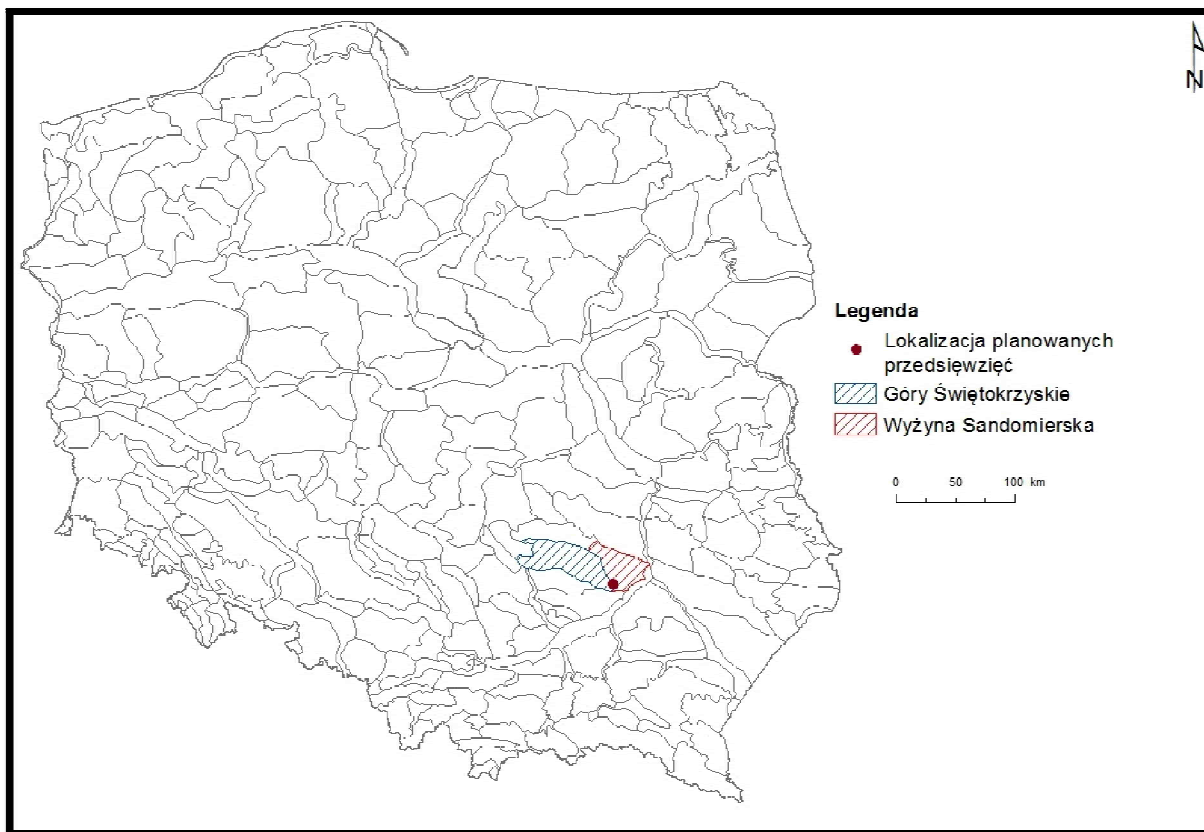 N
Legenda
Lokalizacja planowanych
przedsięwzięć
Góry Świętokrzyskie
Wyżyna Sandomierska
0 50 100 km